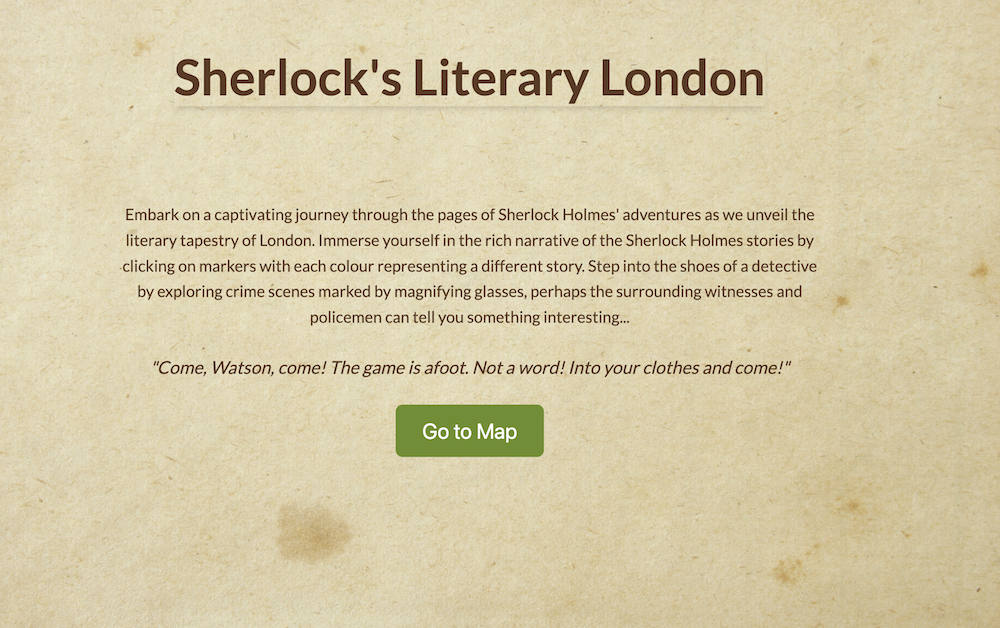 Sherlock's Literary London
Embark on a captivating journey through the pages of Sherlock Holmes' adventures as we unveil the
literary tapestry of London. Immerse yourself in the rich narrative of the Sherlock Holmes stories by
clicking on markers with each colour representing a different story. Step into the shoes of a detective
by exploring crime scenes marked by magnifying glasses, perhaps the surrounding witnesses and
policemen can tell you something interesting...
"Come, Watson, come! The game is afoot. Not a word! Into your clothes and come!"
Go to Map